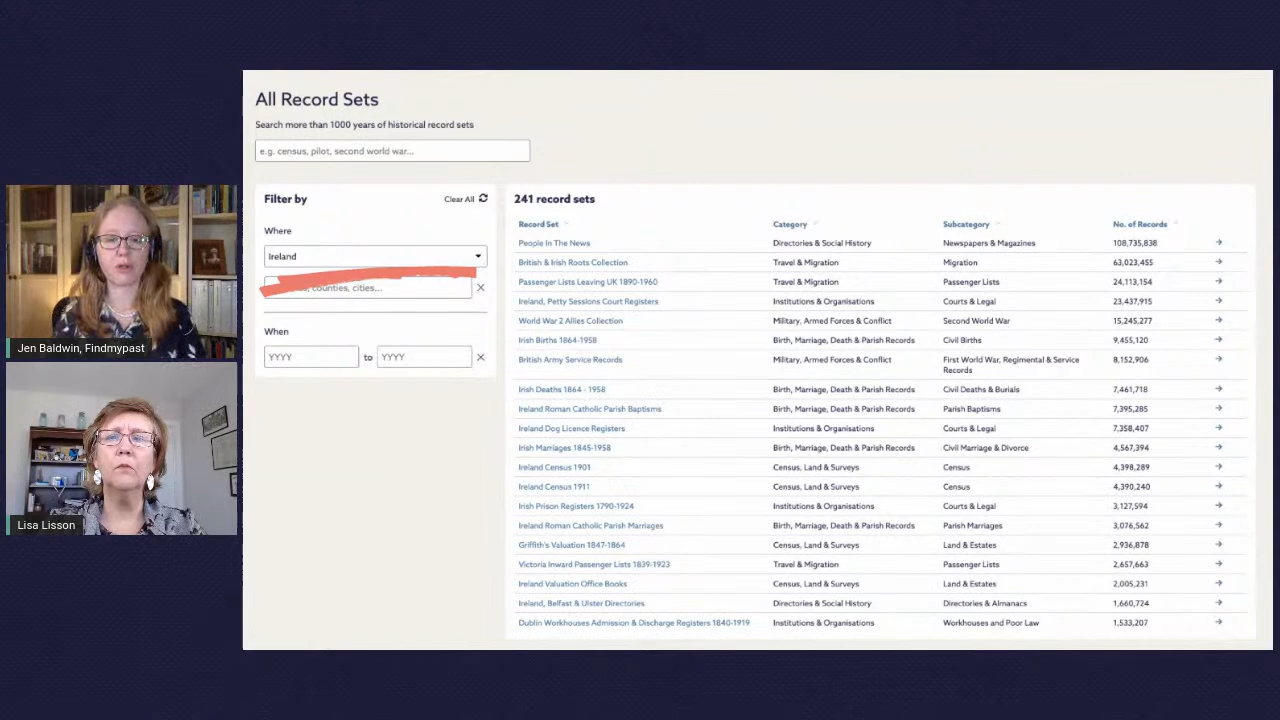 All Record Sets
Search more than 1000 years of historical record sets
e.g. census, pilot, second world war...
Filter by
Clear All
Where
Ireland
counties, cities...
When
YYYY to YYYY
241 record sets
Record Set Category Subcategory No. of Records
People In The News Directories & Social History Newspapers & Magazines 108,735,838
British & Irish Roots Collection Travel & Migration Migration 63,023,455
Passenger Lists Leaving UK 1890-1960 Travel & Migration Passenger Lists 24,113,154
Ireland, Petty Sessions Court Registers Institutions & Organisations Courts & Legal 23,437,915
World War 2 Allies Collection Military, Armed Forces & Conflict Second World War 15,245,277
Irish Births 1864-1958 Birth, Marriage, Death & Parish Records Civil Births 9,455,120
British Army Service Records Military, Armed Forces & Conflict First World War, Regimental & Service Records 8,152,906
Irish Deaths 1864 - 1958 Birth, Marriage, Death & Parish Records Civil Deaths & Burials 7,461,718
Ireland Roman Catholic Parish Baptisms Birth, Marriage, Death & Parish Records Parish Baptisms 7,395,285
Ireland Dog Licence Registers Institutions & Organisations Courts & Legal 7,358,407
Irish Marriages 1845-1958 Birth, Marriage, Death & Parish Records Civil Marriage & Divorce 4,567,394
Ireland Census 1901 Census, Land & Surveys Census 4,398,289
Ireland Census 1911 Census, Land & Surveys Census 4,390,240
Irish Prison Registers 1790-1924 Institutions & Organisations Courts & Legal 3,127,594
Ireland Roman Catholic Parish Marriages Birth, Marriage, Death & Parish Records Parish Marriages 3,076,562
Griffith's Valuation 1847-1864 Census, Land & Surveys Land & Estates 2,936,878
Victoria Inward Passenger Lists 1839-1923 Travel & Migration Passenger Lists 2,657,663
Ireland Valuation Office Books Census, Land & Surveys Land & Estates 2,005,231
Ireland, Belfast & Ulster Directories Directories & Social History Directories & Almanacs 1,660,724
Dublin Workhouses Admission & Discharge Registers 1840-1919 Institutions & Organisations Workhouses and Poor Law 1,533,207
Jen Baldwin, Findmypast
Lisa Lisson